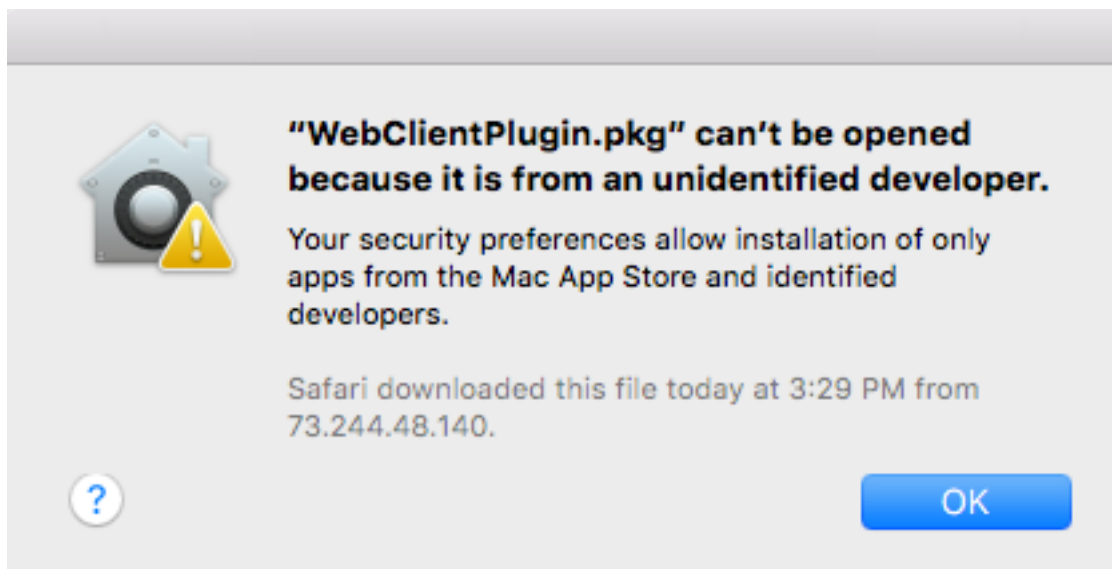 “WebClientPlugin.pkg” can’t be opened
because it is from an unidentified developer.
Your security preferences allow installation of only
apps from the Mac App Store and identified
developers.
Safari downloaded this file today at 3:29 PM from
73.244.48.140.
?
OK